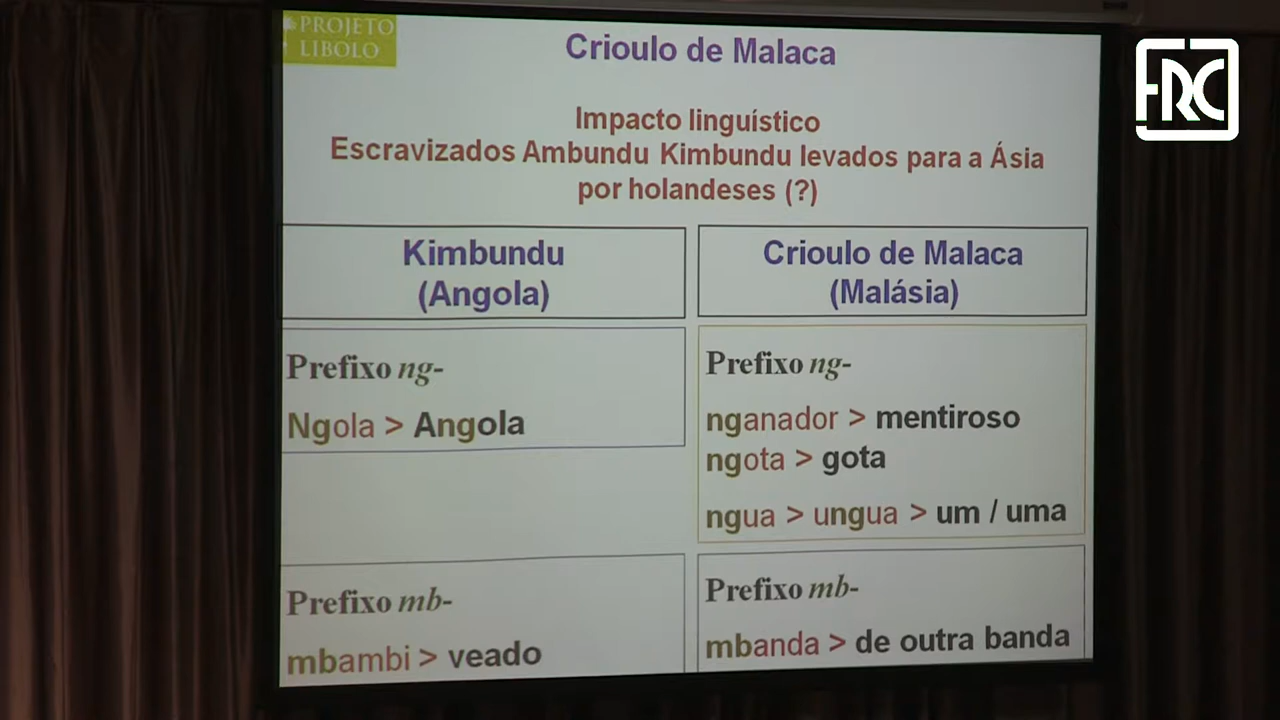 PROJETO
LIBOLO
Crioulo de Malaca
FRC
Impacto linguístico
Escravizados Ambundu Kimbundu levados para a Ásia
por holandeses (?)
Kimbundu
(Angola)
Crioulo de Malaca
(Malásia)
Prefixo ng-
Ngola > Angola
Prefixo ng-
nganador > mentiroso
ngota > gota
ngua > ungua > um / uma
Prefixo mb-
mbambi > veado
Prefixo mb-
mbanda > de outra banda